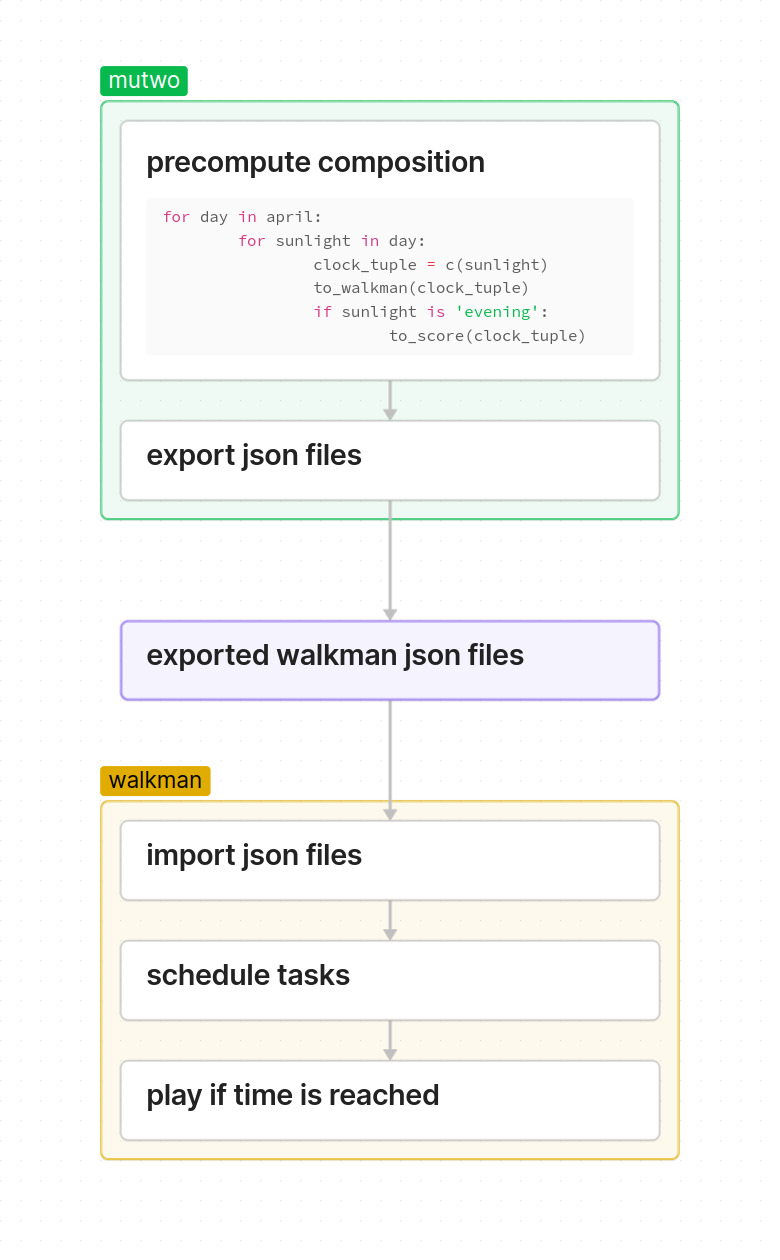 mutwo
precompute composition
for day in april:
        for sunlight in day:
                clock_tuple = c(sunlight)
                to_walkman(clock_tuple)
                if sunlight is 'evening':
                        to_score(clock_tuple)
export json files
exported walkman json files
walkman
import json files
schedule tasks
play if time is reached